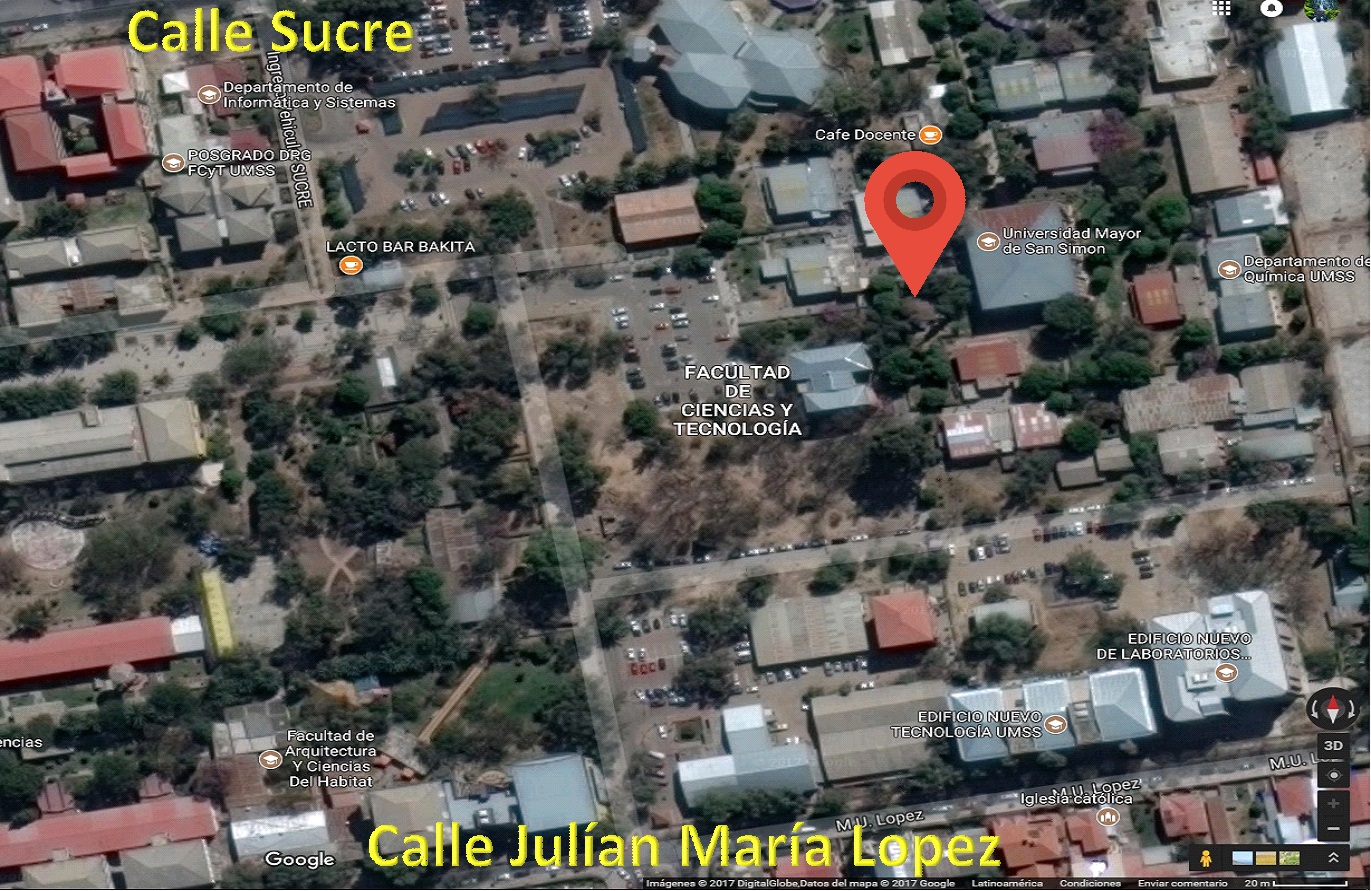 Calle Sucre
Departamento de
Informática y Sistemas
Ingreso Vehicular SUCRE
POSGRADO DRG
FCyT UMSS
Cafe Docente
LACTO BAR BAKITA
Universidad Mayor
de San Simon
Departamento de
Química UMSS
FACULTAD
DE
CIENCIAS Y
TECNOLOGÍA
EDIFICIO NUEVO
DE LABORATORIOS...
EDIFICIO NUEVO
TECNOLOGÍA UMSS
encias
Facultad de
Arquitectura
Y Ciencias
Del Habitat
3D
M.U. Lo
M.U. Lopez
Iglesia católica
M.U. Lopez
Google
Calle Julían María Lopez
Imágenes © 2017 DigitalGlobe,Datos del mapa © 2017 Google Latinoamérica Condiciones Enviar comentario 20 m